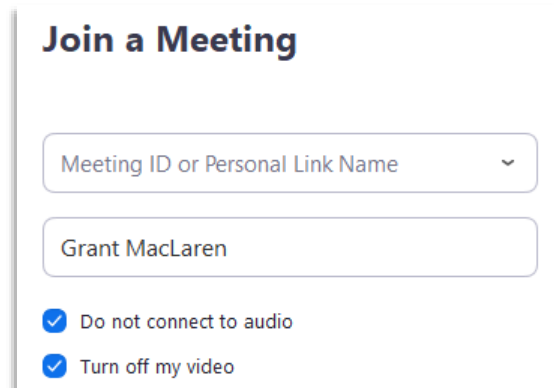 Join a Meeting
Meeting ID or Personal Link Name
Grant MacLaren
Do not connect to audio
Turn off my video